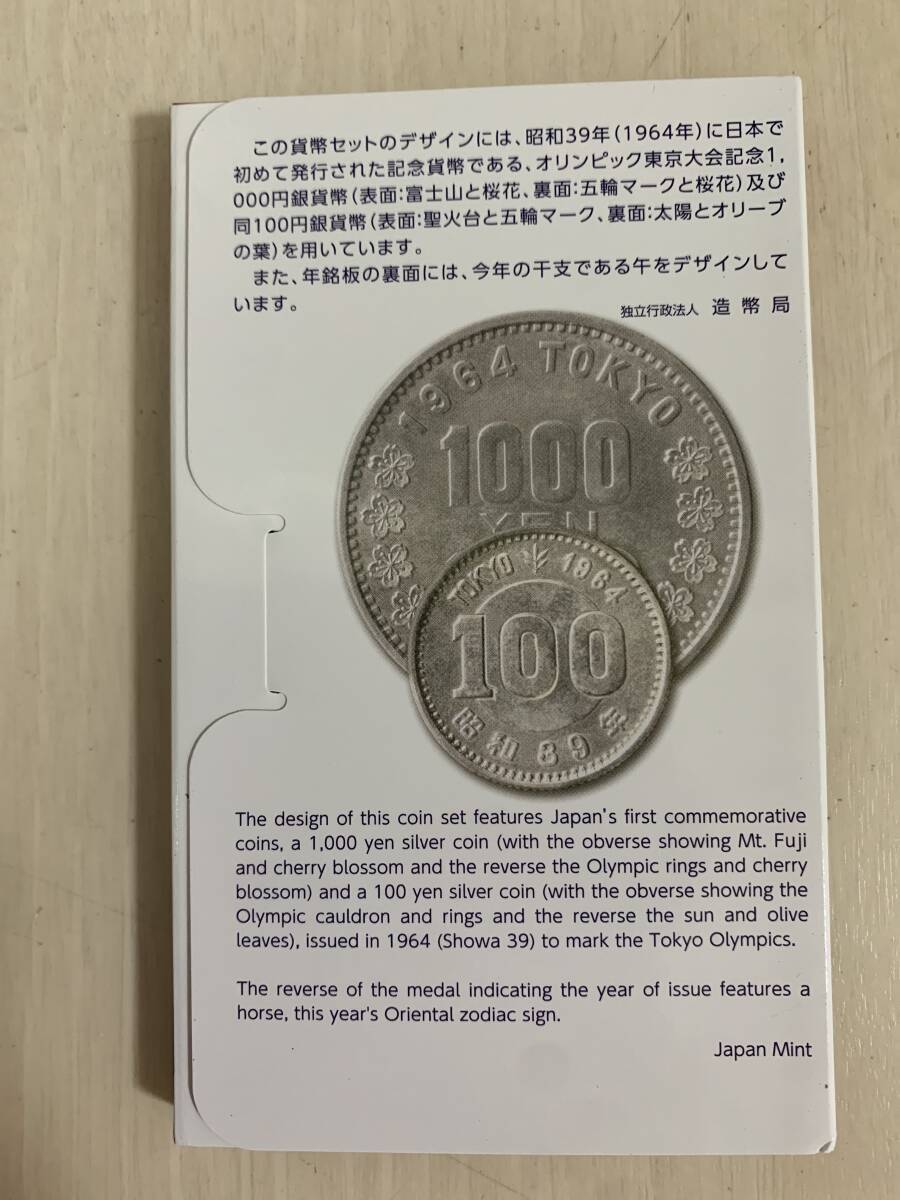 この貨幣セットのデザインには、昭和39年(1964年)に日本で
初めて発行された記念貨幣である、オリンピック東京大会記念1,
000円銀貨幣(表面:富士山と桜花、裏面:五輪マークと桜花)及び
同100円銀貨幣(表面:聖火台と五輪マーク、裏面:太陽とオリーブ
の葉)を用いています。
また、年銘板の裏面には、今年の干支である午をデザインして
います。
独立行政法人 造幣局
1964 TOKYO
1000
YEN
TOKYO 1964
100
昭和39年
The design of this coin set features Japan's first commemorative
coins, a 1,000 yen silver coin (with the obverse showing Mt. Fuji
and cherry blossom and the reverse the Olympic rings and cherry
blossom) and a 100 yen silver coin (with the obverse showing the
Olympic cauldron and rings and the reverse the sun and olive
leaves), issued in 1964 (Showa 39) to mark the Tokyo Olympics.
The reverse of the medal indicating the year of issue features a
horse, this year's Oriental zodiac sign.
Japan Mint